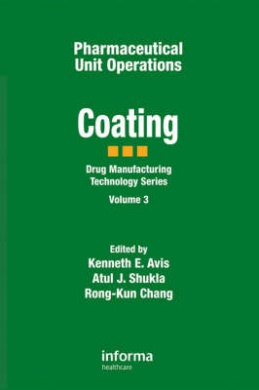 Pharmaceutical
Unit Operations
Coating
Drug Manufacturing
Technology Series
Volume 3
Edited by
Kenneth E. Avis
Atul J. Shukla
Rong-Kun Chang
informa
healthcare